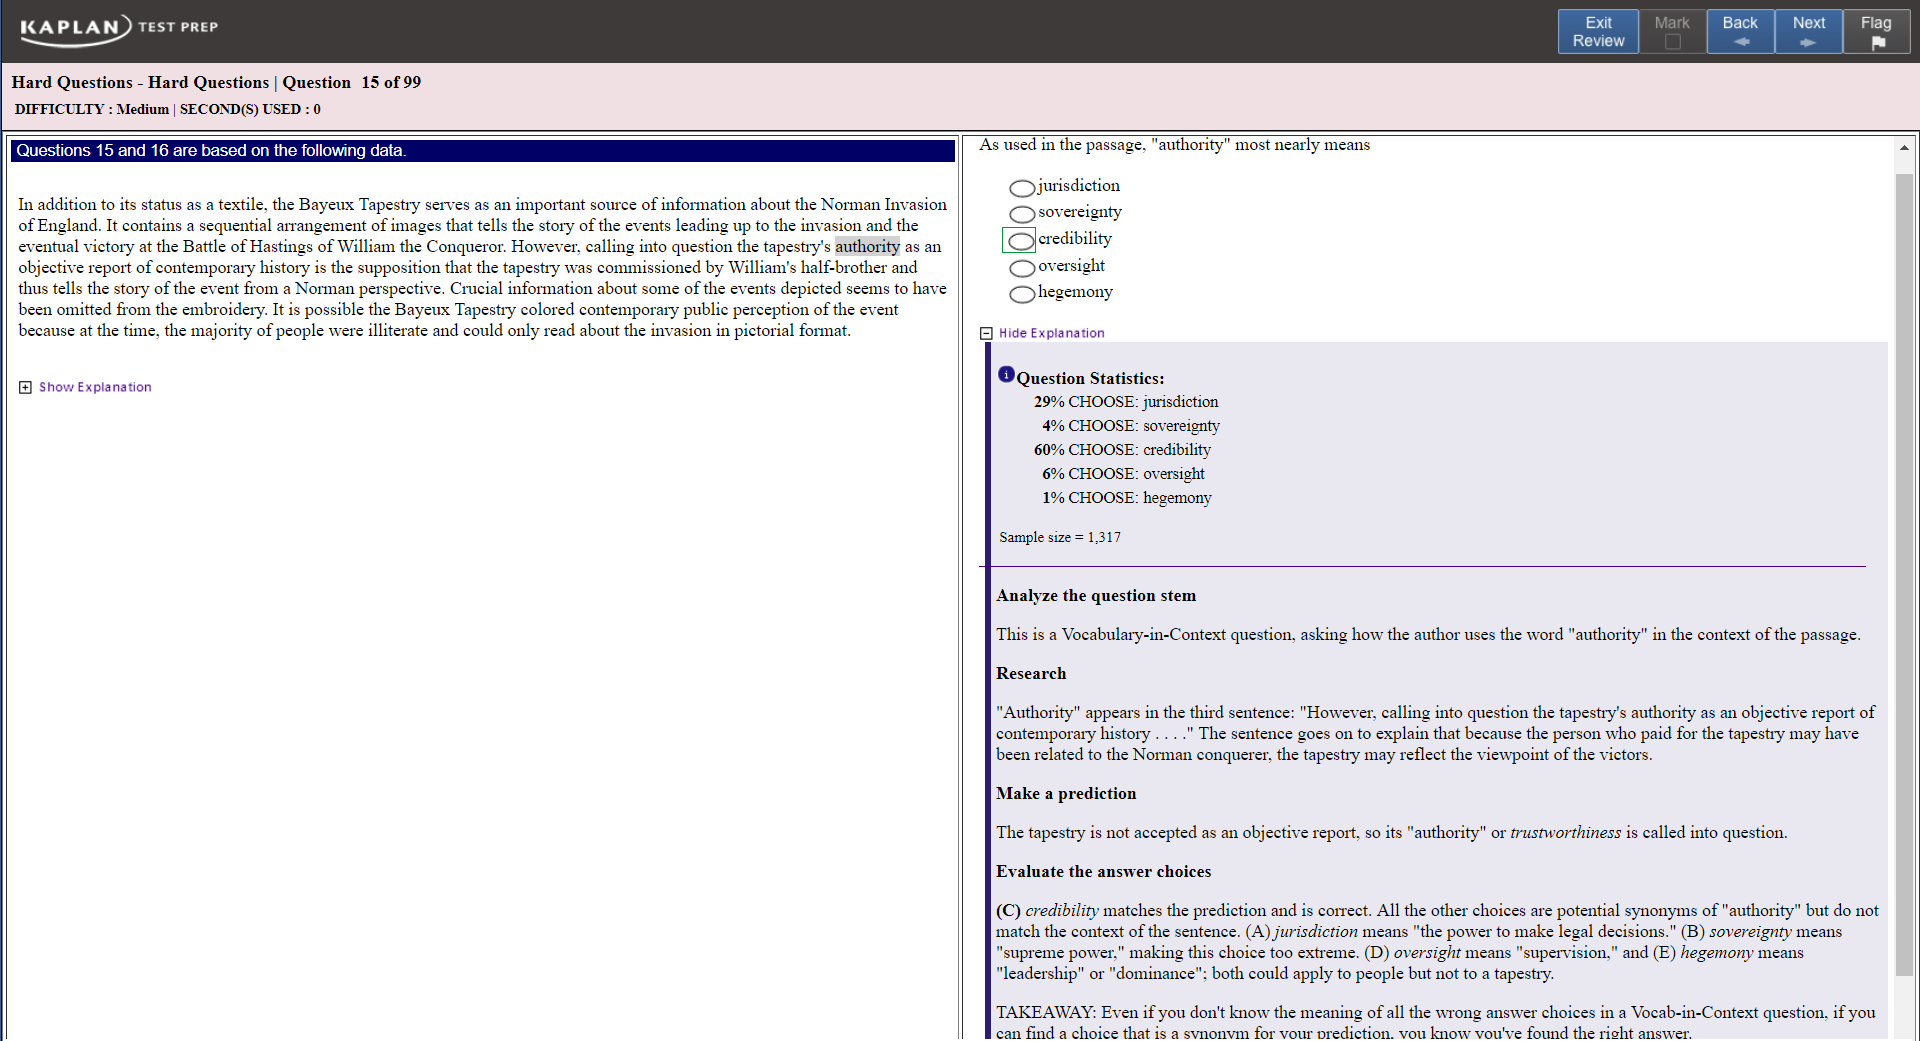 KAPLAN TEST PREP
Exit Review
Mark
Back
Next
Flag
Hard Questions - Hard Questions | Question 15 of 99
DIFFICULTY : Medium | SECOND(S) USED : 0
Questions 15 and 16 are based on the following data.
In addition to its status as a textile, the Bayeux Tapestry serves as an important source of information about the Norman Invasion
of England. It contains a sequential arrangement of images that tells the story of the events leading up to the invasion and the
eventual victory at the Battle of Hastings of William the Conqueror. However, calling into question the tapestry's authority as an
objective report of contemporary history is the supposition that the tapestry was commissioned by William's half-brother and
thus tells the story of the event from a Norman perspective. Crucial information about some of the events depicted seems to have
been omitted from the embroidery. It is possible the Bayeux Tapestry colored contemporary public perception of the event
because at the time, the majority of people were illiterate and could only read about the invasion in pictorial format.
Show Explanation
As used in the passage, "authority" most nearly means
jurisdiction
sovereignty
credibility
oversight
hegemony
Hide Explanation
Question Statistics:
29% CHOOSE: jurisdiction
4% CHOOSE: sovereignty
60% CHOOSE: credibility
6% CHOOSE: oversight
1% CHOOSE: hegemony
Sample size = 1,317
Analyze the question stem
This is a Vocabulary-in-Context question, asking how the author uses the word "authority" in the context of the passage.
Research
"Authority" appears in the third sentence: "However, calling into question the tapestry's authority as an objective report of
contemporary history . . . ." The sentence goes on to explain that because the person who paid for the tapestry may have
been related to the Norman conquerer, the tapestry may reflect the viewpoint of the victors.
Make a prediction
The tapestry is not accepted as an objective report, so its "authority" or trustworthiness is called into question.
Evaluate the answer choices
(C) credibility matches the prediction and is correct. All the other choices are potential synonyms of "authority" but do not
match the context of the sentence. (A) jurisdiction means "the power to make legal decisions." (B) sovereignty means
"supreme power," making this choice too extreme. (D) oversight means "supervision," and (E) hegemony means
"leadership" or "dominance"; both could apply to people but not to a tapestry.
TAKEAWAY: Even if you don't know the meaning of all the wrong answer choices in a Vocab-in-Context question, if you
can find a choice that is a synonym for your prediction, you know you've found the right answer.